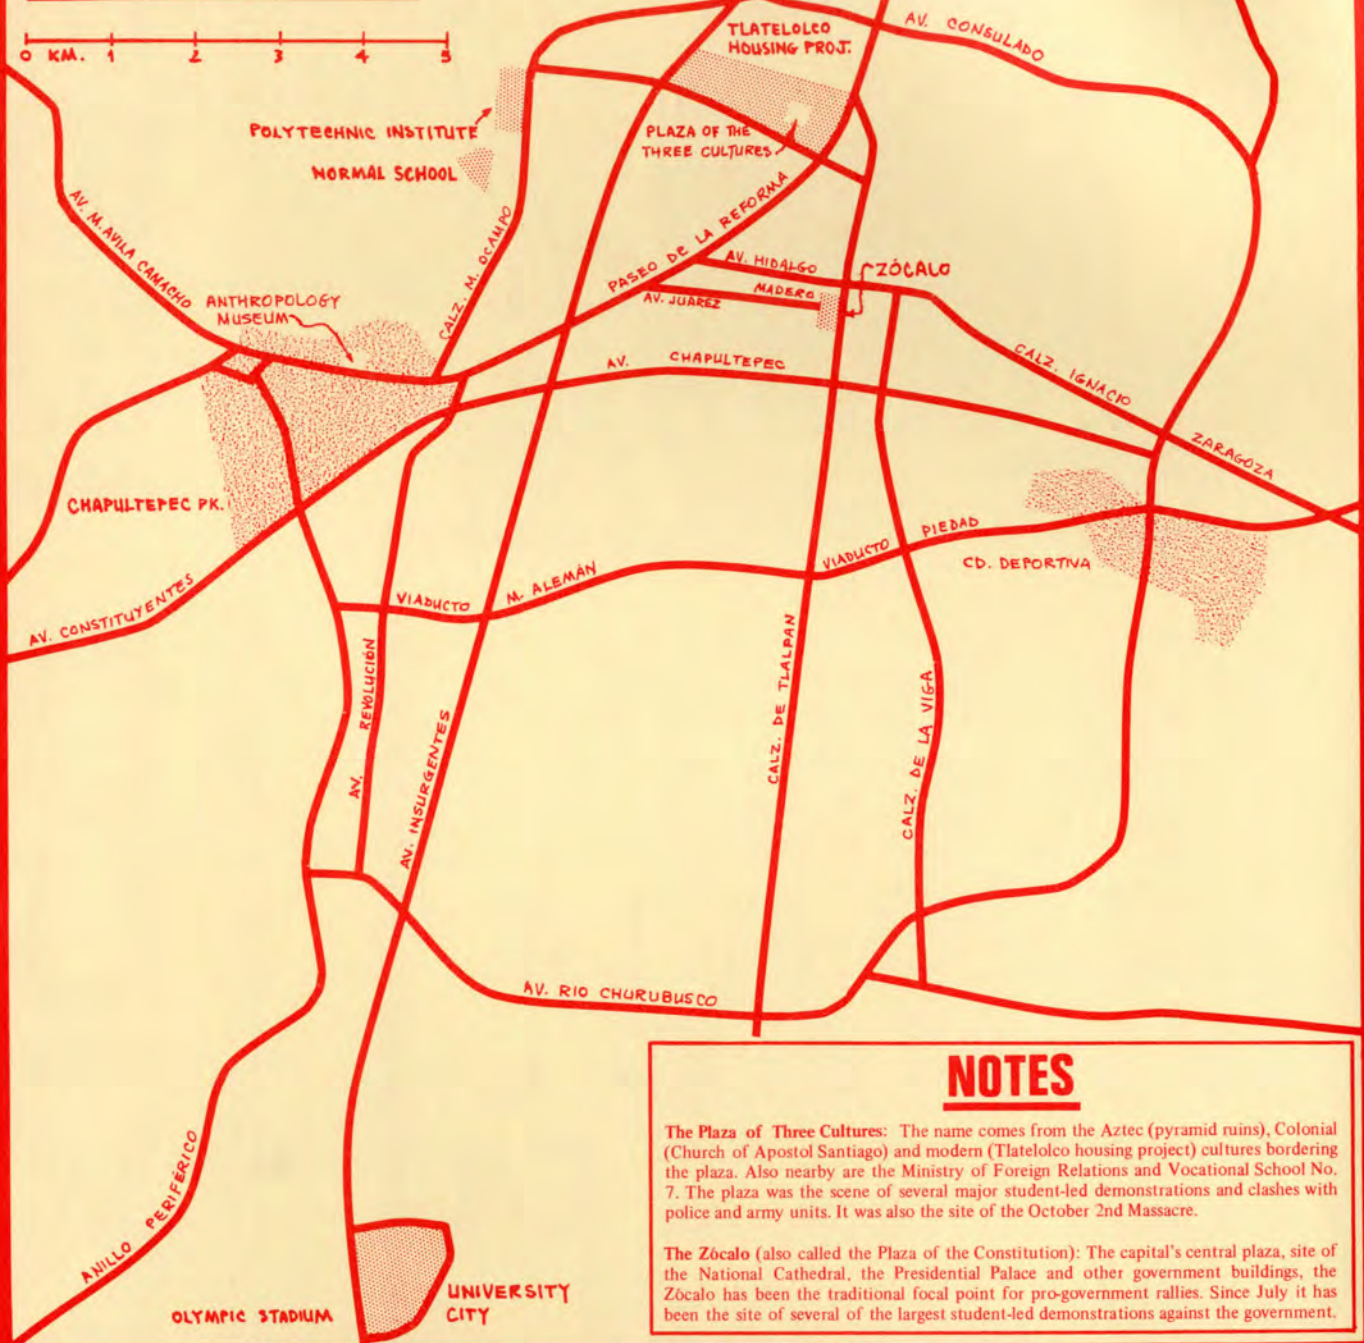 0 KM. 1 2 3 4 5
TLATELOLCO
HOUSING PROJ.
AV. CONSULADO
POLYTECHNIC INSTITUTE
NORMAL SCHOOL
PLAZA OF THE
THREE CULTURES
AV. M. AVILA CAMACHO
CALZ. M. OCAMPO
PASEO DE LA REFORMA
AV. HIDALGO
ZÓCALO
MADERO
AV. JUAREZ
ANTHROPOLOGY
MUSEUM
AV. CHAPULTEPEC
CALZ. IGNACIO ZARAGOZA
CHAPULTEPEC PK.
VIADUCTO PIEDAD
CD. DEPORTIVA
AV. CONSTITUYENTES
VIADUCTO M. ALEMÁN
AV. REVOLUCIÓN
AV. INSURGENTES
CALZ. DE TLALPAN
CALZ. DE LA VIGA
AV. RIO CHURUBUSCO
ANILLO PERIFÉRICO
OLYMPIC STADIUM
UNIVERSITY
CITY
NOTES
The Plaza of Three Cultures: The name comes from the Aztec (pyramid ruins), Colonial
(Church of Apostol Santiago) and modern (Tlatelolco housing project) cultures bordering
the plaza. Also nearby are the Ministry of Foreign Relations and Vocational School No.
7. The plaza was the scene of several major student-led demonstrations and clashes with
police and army units. It was also the site of the October 2nd Massacre.
The Zócalo (also called the Plaza of the Constitution): The capital's central plaza, site of
the National Cathedral, the Presidential Palace and other government buildings, the
Zócalo has been the traditional focal point for pro-government rallies. Since July it has
been the site of several of the largest student-led demonstrations against the government.